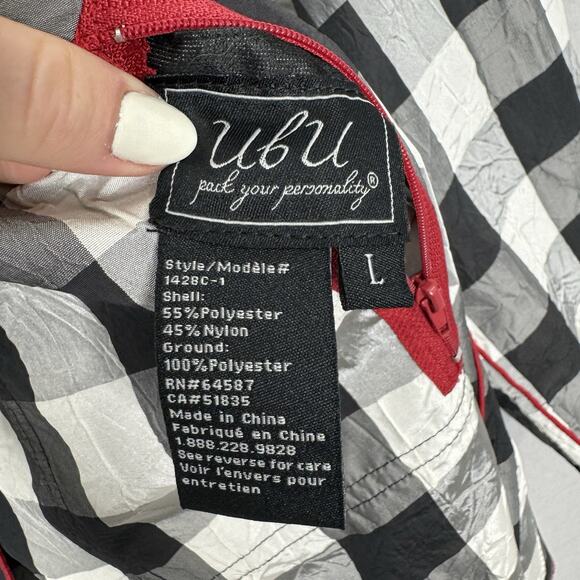 UbU
pack your personality®
L
Style/Modèle#
1428C-1
Shell:
55%Polyester
45%Nylon
Ground:
100%Polyester
RN#64587
CA#51835
Made in China
Fabriqué en Chine
1.888.228.9828
See reverse for care
Voir l'envers pour
entretien